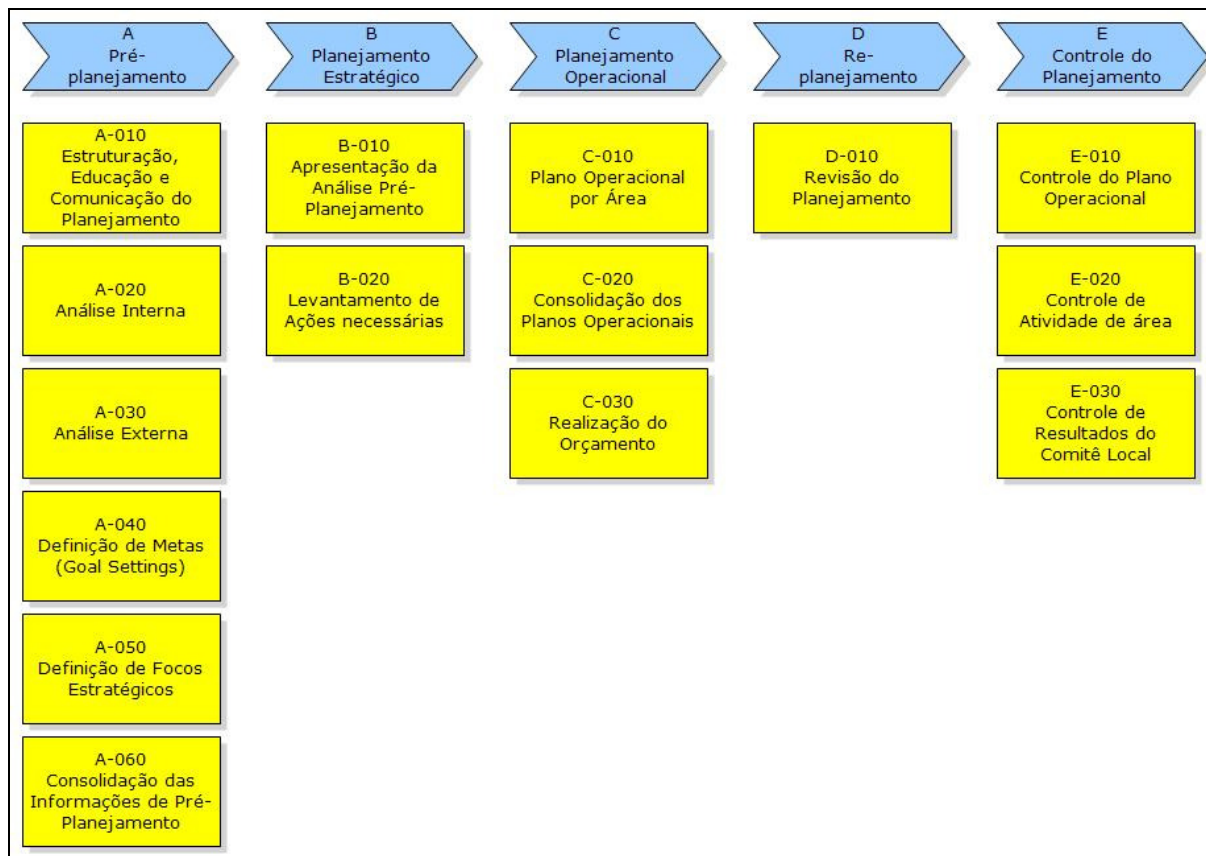 A
Pré-
planejamento
B
Planejamento
Estratégico
C
Planejamento
Operacional
D
Re-
planejamento
E
Controle do
Planejamento
A-010
Estruturação,
Educação e
Comunicação do
Planejamento
A-020
Análise Interna
A-030
Análise Externa
A-040
Definição de Metas
(Goal Settings)
A-050
Definição de Focos
Estratégicos
A-060
Consolidação das
Informações de Pré-
Planejamento
B-010
Apresentação da
Análise Pré-
Planejamento
B-020
Levantamento de
Ações necessárias
C-010
Plano Operacional
por Área
C-020
Consolidação dos
Planos Operacionais
C-030
Realização do
Orçamento
D-010
Revisão do
Planejamento
E-010
Controle do Plano
Operacional
E-020
Controle de
Atividade de área
E-030
Controle de
Resultados do
Comitê Local